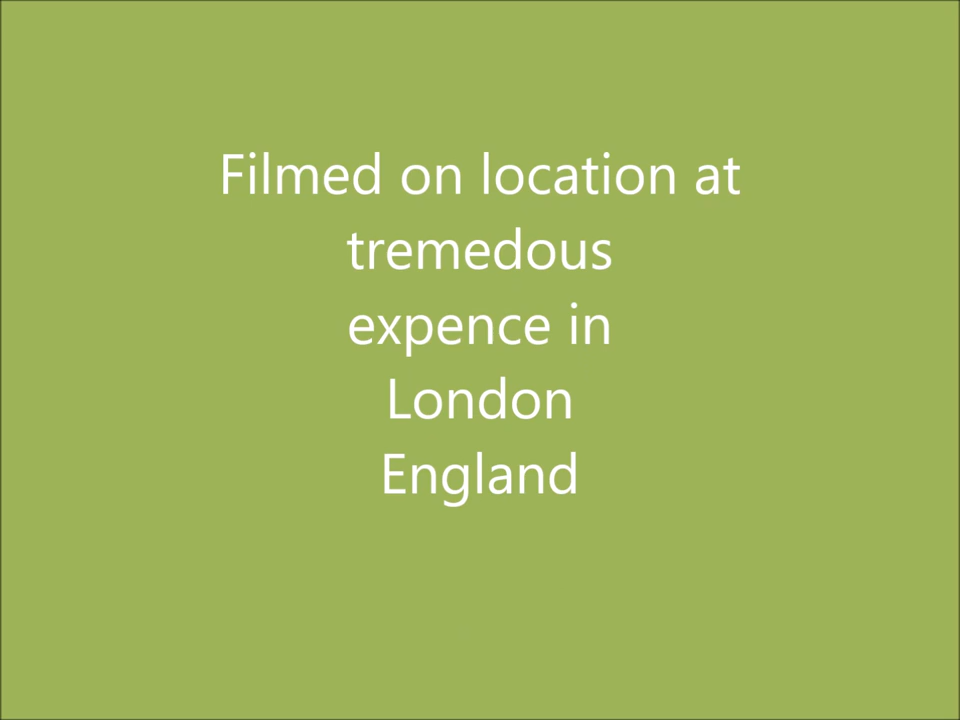 Filmed on location at
tremedous
expence in
London
England